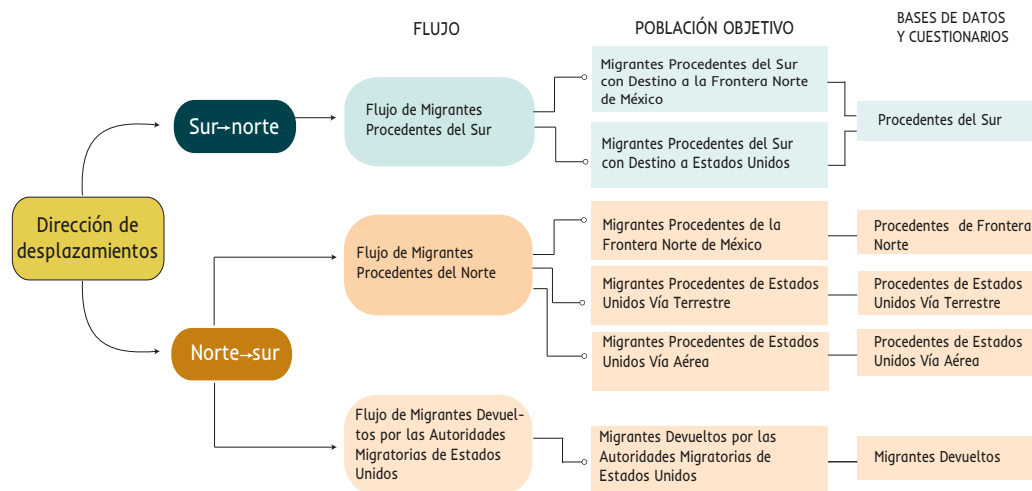 FLUJO
POBLACIÓN OBJETIVO
BASES DE DATOS
Y CUESTIONARIOS
Dirección de
desplazamientos
Sur→norte
Flujo de Migrantes
Procedentes del Sur
Migrantes Procedentes del Sur
con Destino a la Frontera Norte
de México
Migrantes Procedentes del Sur
con Destino a Estados Unidos
Procedentes del Sur
Norte→sur
Flujo de Migrantes
Procedentes del Norte
Migrantes Procedentes de la
Frontera Norte de México
Procedentes de Frontera
Norte
Migrantes Procedentes de Estados
Unidos Vía Terrestre
Procedentes de Estados
Unidos Vía Terrestre
Migrantes Procedentes de Estados
Unidos Vía Aérea
Procedentes de Estados
Unidos Vía Aérea
Flujo de Migrantes Devuel-
tos por las Autoridades
Migratorias de Estados
Unidos
Migrantes Devueltos por las
Autoridades Migratorias de
Estados Unidos
Migrantes Devueltos